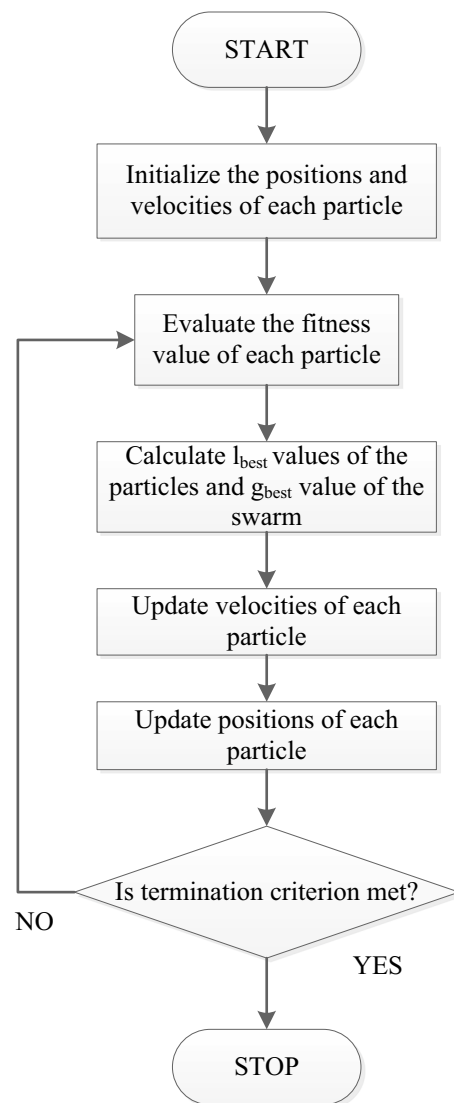 START
Initialize the positions and
velocities of each particle
Evaluate the fitness
value of each particle
Calculate lbest values of the
particles and gbest value of the
swarm
Update velocities of each
particle
Update positions of each
particle
Is termination criterion met?
NO
YES
STOP